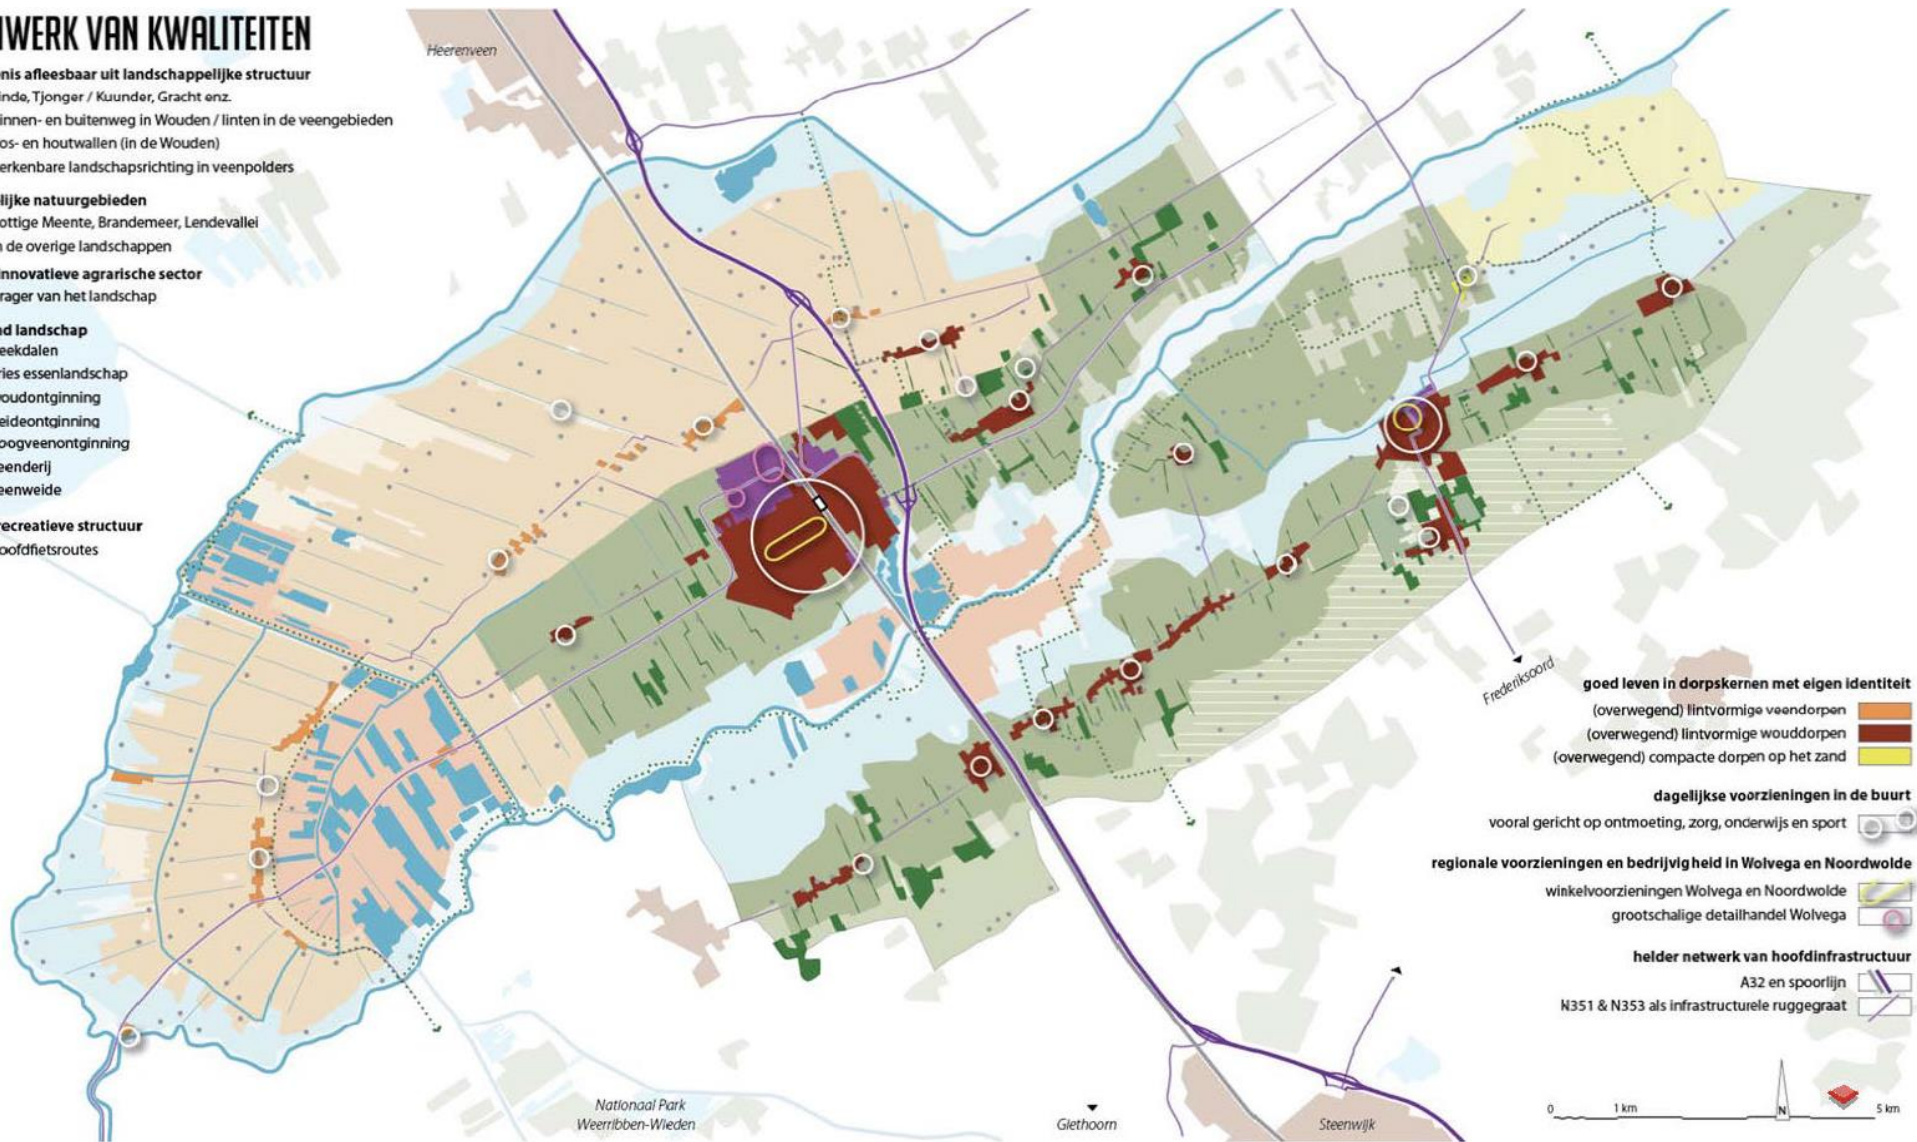 NWERK VAN KWALITEITEN
nis afleesbaar uit landschappelijke structuur
inde, Tjonger / Kuunder, Gracht enz.
innen- en buitenweg in Wouden / linten in de veengebieden
os- en houtwallen (in de Wouden)
erkenbare landschapsrichting in veenpolders
lijke natuurgebieden
ottige Meente, Brandemeer, Lendevallei
n de overige landschappen
innovatieve agrarische sector
rager van het landschap
nd landschap
eekdalen
ries essenlandschap
voudontginning
eideontginning
oogveenontginning
eenderij
eenweide
recreatieve structuur
oofdfietsroutes
Heerenveen
Frederiksoord
goed leven in dorpskernen met eigen identiteit
(overwegend) lintvormige veendorpen
(overwegend) lintvormige wouddorpen
(overwegend) compacte dorpen op het zand
dagelijkse voorzieningen in de buurt
vooral gericht op ontmoeting, zorg, onderwijs en sport
regionale voorzieningen en bedrijvigheid in Wolvega en Noordwolde
winkelvoorzieningen Wolvega en Noordwolde
grootschalige detailhandel Wolvega
helder netwerk van hoofdinfrastructuur
A32 en spoorlijn
N351 & N353 als infrastructurele ruggegraat
0 1 km N 5 km
Nationaal Park
Weerribben-Wieden
Giethoorn
Steenwijk